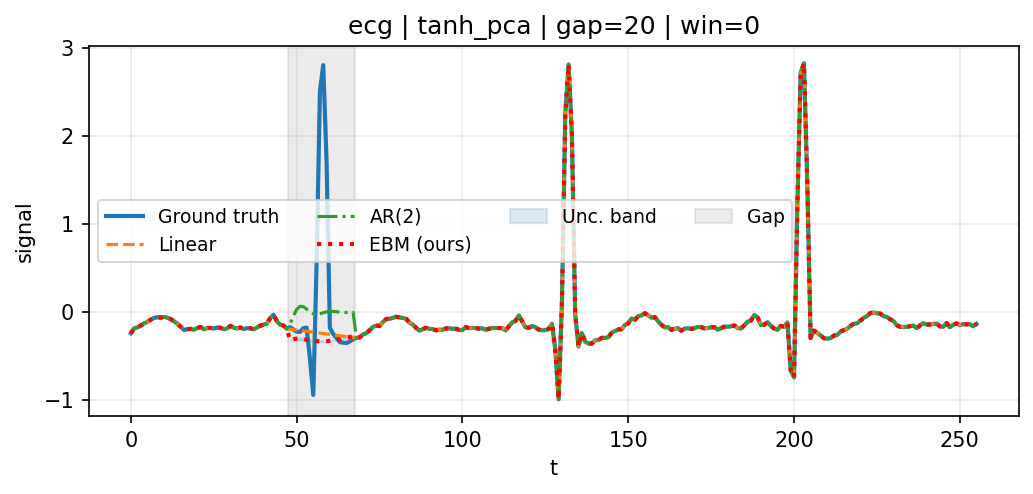 ecg | tanh_pca | gap=20 | win=0
3
2
1
0
−1
signal
Ground truth
Linear
AR(2)
EBM (ours)
Unc. band
Gap
0 50 100 150 200 250
t